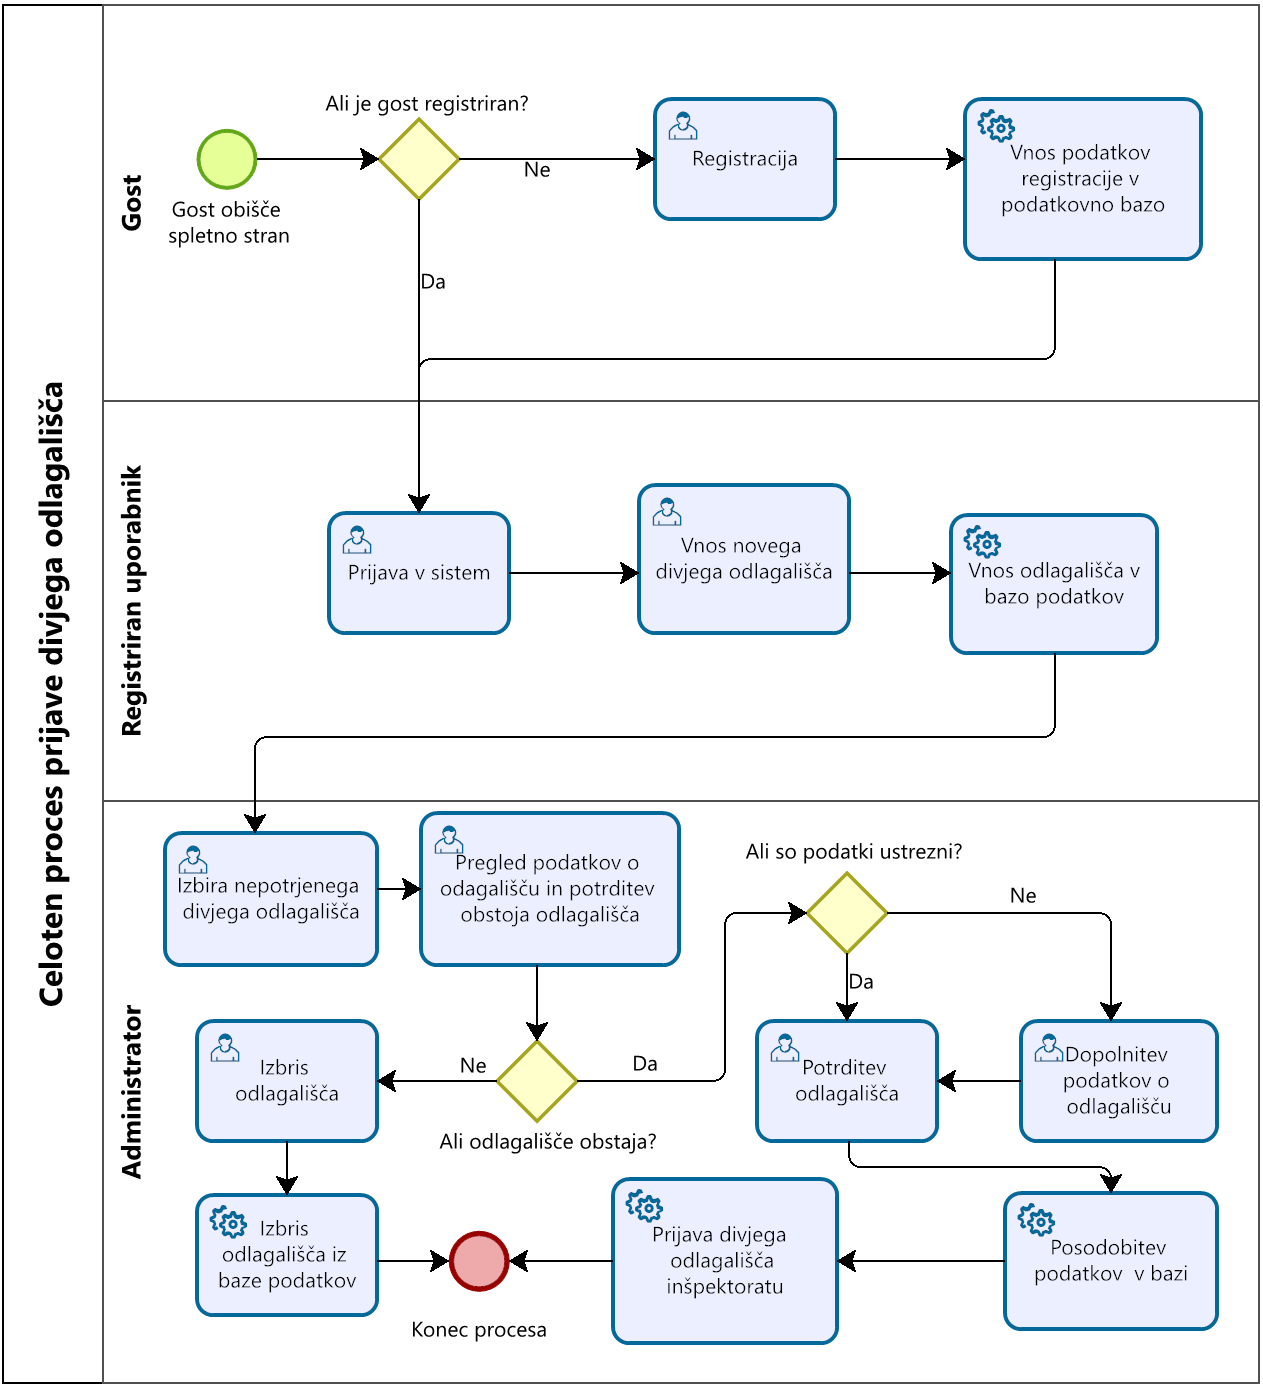 Celoten proces prijave divjega odlagališča
Gost
Ali je gost registriran?
Gost obišče
spletno stran
Ne
Da
Registracija
Vnos podatkov
registracije v
podatkovno bazo
Registriran uporabnik
Prijava v sistem
Vnos novega
divjega odlagališča
Vnos odlagališča v
bazo podatkov
Administrator
Izbira nepotrjenega
divjega odlagališča
Pregled podatkov o
odagališču in potrditev
obstoja odlagališča
Ali so podatki ustrezni?
Ne
Da
Izbris
odlagališča
Ne
Da
Ali odlagališče obstaja?
Potrditev
odlagališča
Dopolnitev
podatkov o
odlagališču
Izbris
odlagališča iz
baze podatkov
Konec procesa
Prijava divjega
odlagališča
inšpektoratu
Posodobitev
podatkov v bazi